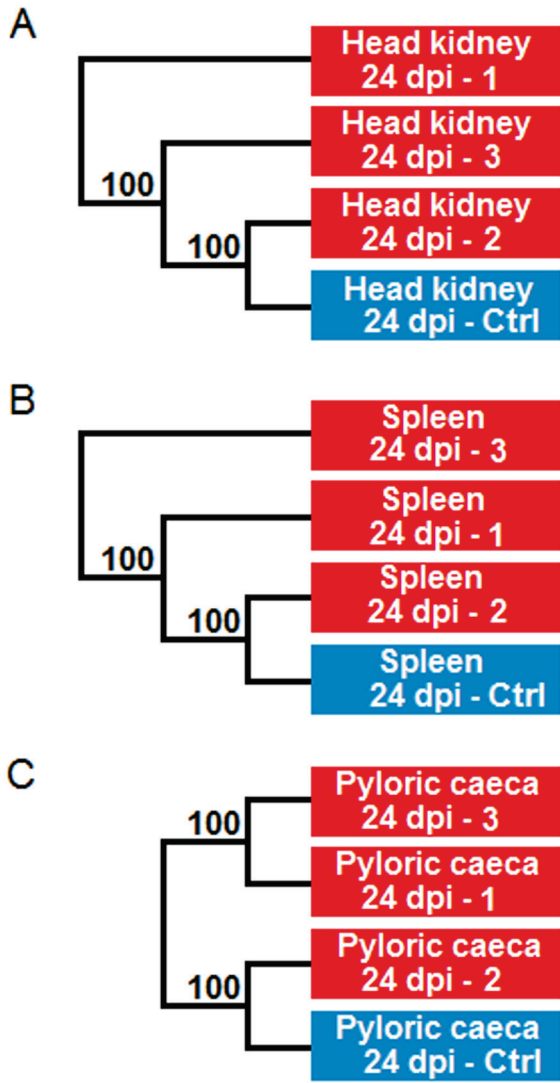 A
Head kidney
24 dpi - 1
Head kidney
24 dpi - 3
100
Head kidney
24 dpi - 2
100
Head kidney
24 dpi - Ctrl
B
Spleen
24 dpi - 3
Spleen
24 dpi - 1
100
Spleen
24 dpi - 2
100
Spleen
24 dpi - Ctrl
C
Pyloric caeca
24 dpi - 3
100
Pyloric caeca
24 dpi - 1
Pyloric caeca
24 dpi - 2
100
Pyloric caeca
24 dpi - Ctrl